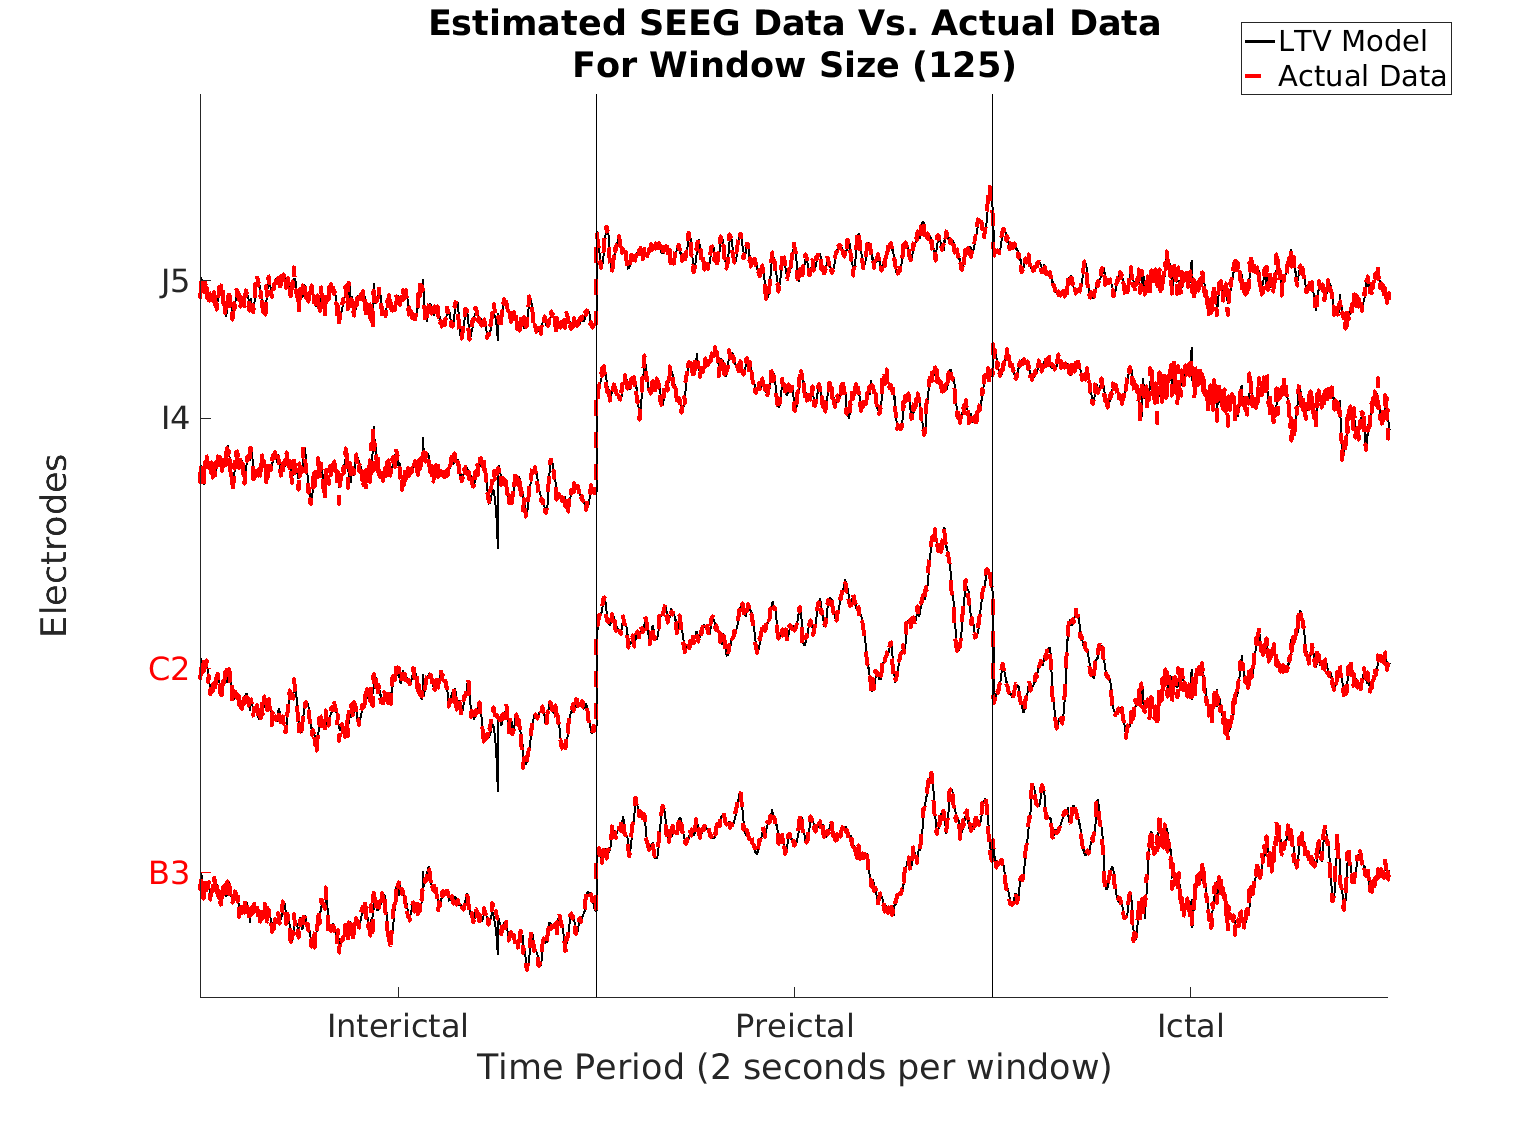 Estimated SEEG Data Vs. Actual Data
For Window Size (125)
LTV Model
Actual Data
J5
I4
C2
B3
Electrodes
Interictal
Preictal
Ictal
Time Period (2 seconds per window)